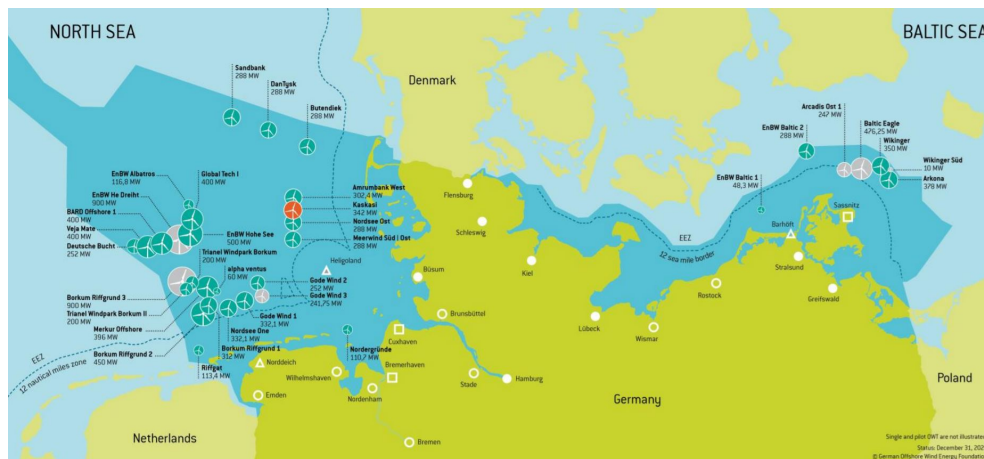 NORTH SEA
BALTIC SEA
Denmark
Sandbank
288 MW
DanTysk
288 MW
Butendiek
288 MW
EnBW Albatros
116,8 MW
Global Tech I
400 MW
EnBW He Dreiht
900 MW
BARD Offshore 1
400 MW
Veja Mate
400 MW
Deutsche Bucht
252 MW
EnBW Hohe See
500 MW
Trianel Windpark Borkum
200 MW
alpha ventus
60 MW
Amrumbank West
302,4 MW
Kaskasi
342 MW
Nordsee Ost
288 MW
Meerwind Süd | Ost
288 MW
Heligoland
Gode Wind 2
252 MW
Gode Wind 3
241,75 MW
Borkum Riffgrund 3
900 MW
Trianel Windpark Borkum II
200 MW
Merkur Offshore
396 MW
Borkum Riffgrund 2
450 MW
Gode Wind 1
332,1 MW
Nordsee One
332,1 MW
Borkum Riffgrund 1
312 MW
Riffgat
113,4 MW
Nordergründe
110,7 MW
EEZ
12 nautical miles zone
Norddeich
Emden
Wilhelmshaven
Nordenham
Bremerhaven
Cuxhaven
Brunsbüttel
Büsum
Stade
Hamburg
Bremen
Netherlands
Flensburg
Schleswig
Kiel
Lübeck
Wismar
Rostock
EEZ
12 sea mile border
Arcadis Ost 1
247 MW
Baltic Eagle
476,25 MW
EnBW Baltic 2
288 MW
Wikinger
350 MW
Wikinger Süd
10 MW
Arkona
378 MW
EnBW Baltic 1
48,3 MW
Sassnitz
Barhöft
Stralsund
Greifswald
Germany
Poland
Single and pilot OWT are not illustrate
Status: December 31, 202
© German Offshore Wind Energy Foundation